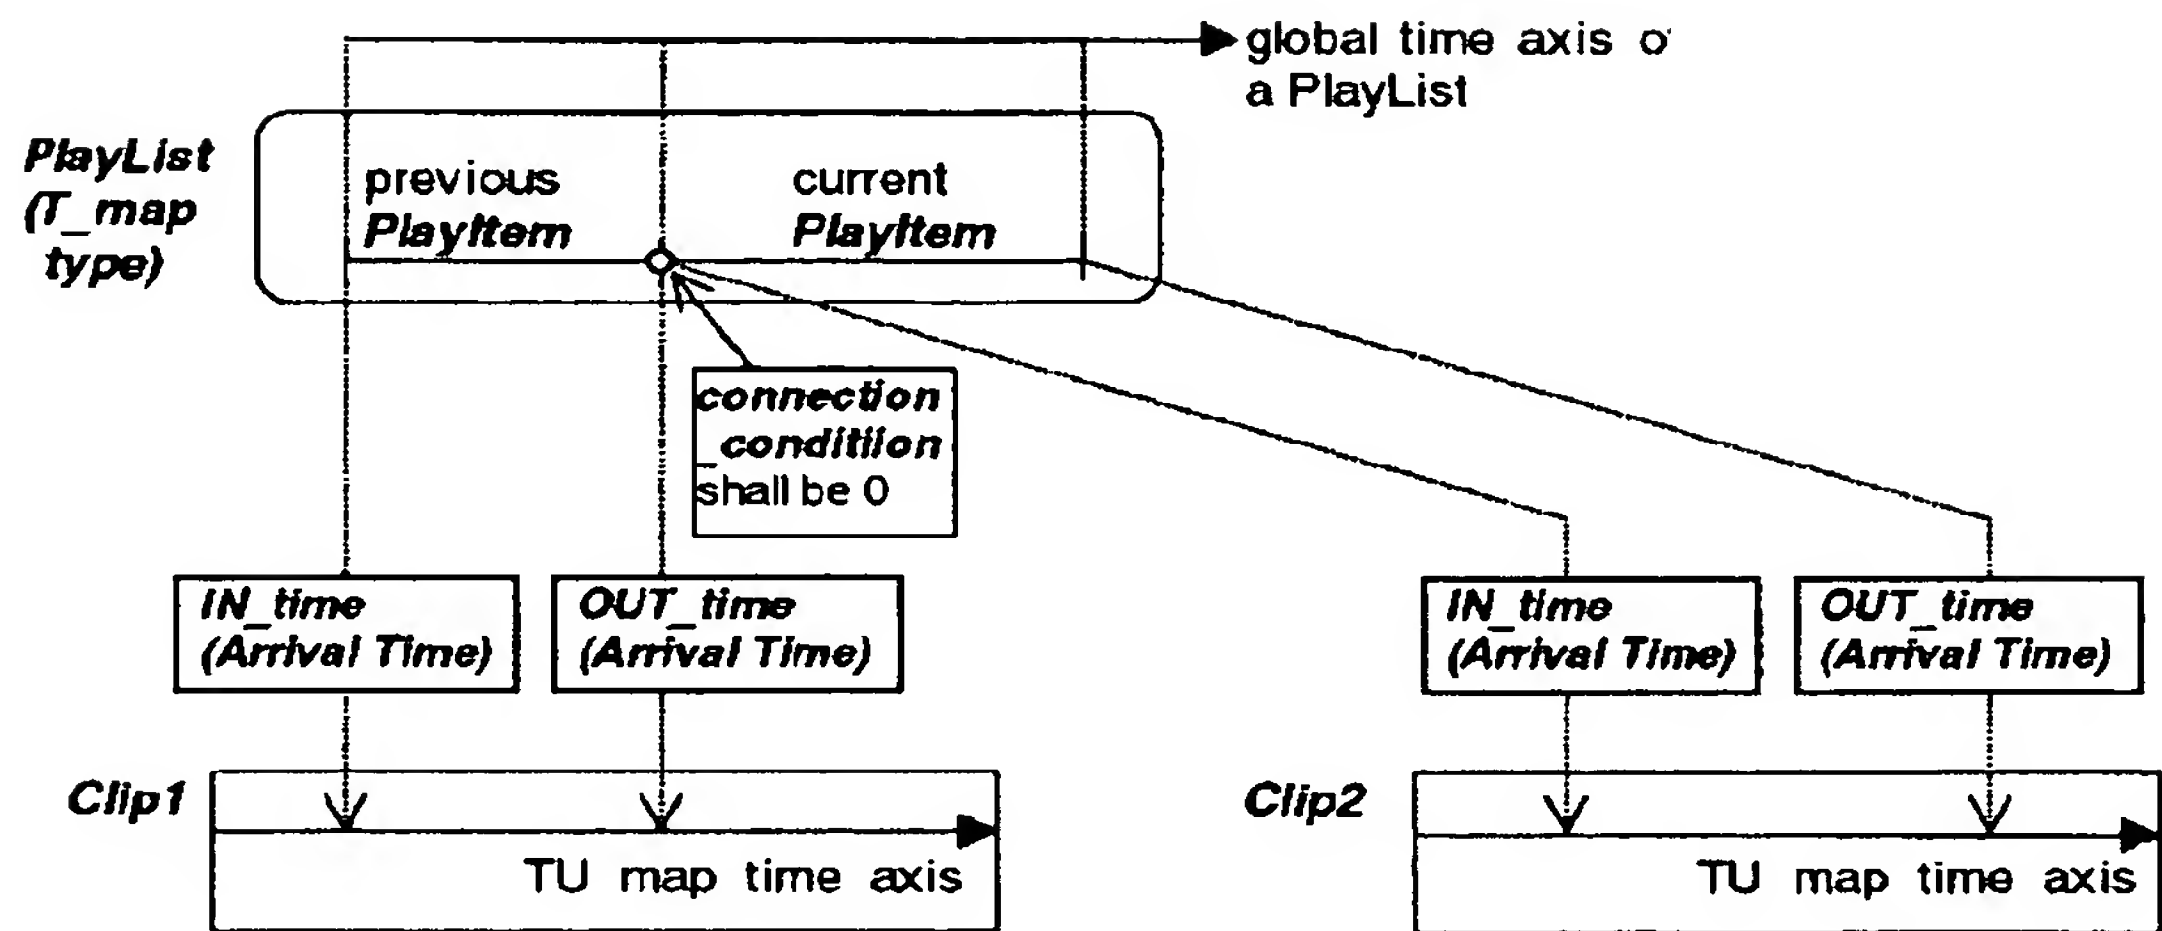 global time axis o
a PlayList
PlayList
(T_map
type)
previous
PlayItem
current
PlayItem
connection
_conditiion
shall be 0
IN_time
(Arrival Time)
OUT_time
(Arrival Time)
IN_time
(Arrival Time)
OUT_time
(Arrival Time)
Clip1
TU map time axis
Clip2
TU map time axis